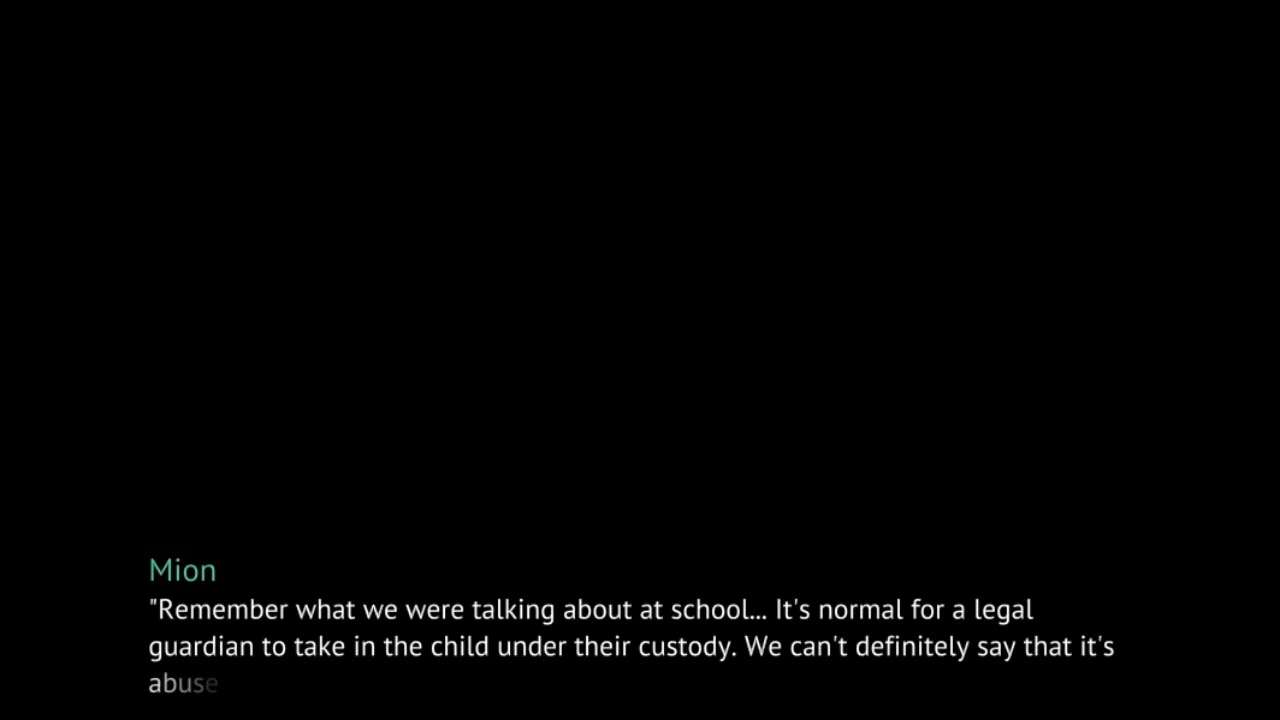 Mion
"Remember what we were talking about at school... It's normal for a legal
guardian to take in the child under their custody. We can't definitely say that it's
abuse